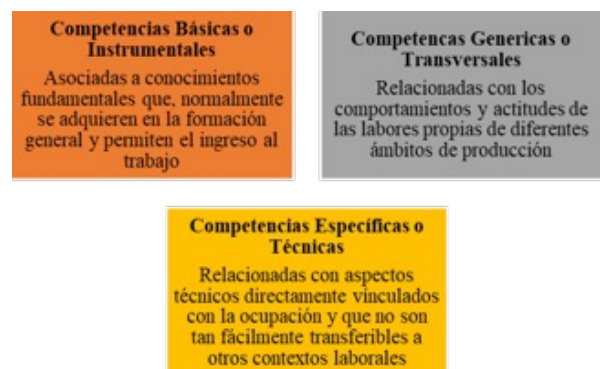 Competencias Básicas o
Instrumentales
Asociadas a conocimientos
fundamentales que, normalmente
se adquieren en la formación
general y permiten el ingreso al
trabajo
Competencas Genericas o
Transversales
Relacionadas con los
comportamientos y actitudes de
las labores propias de diferentes
ámbitos de producción
Competencias Específicas o
Técnicas
Relacionadas con aspectos
técnicos directamente vinculados
con la ocupación y que no son
tan fácilmente transferibles a
otros contextos laborales